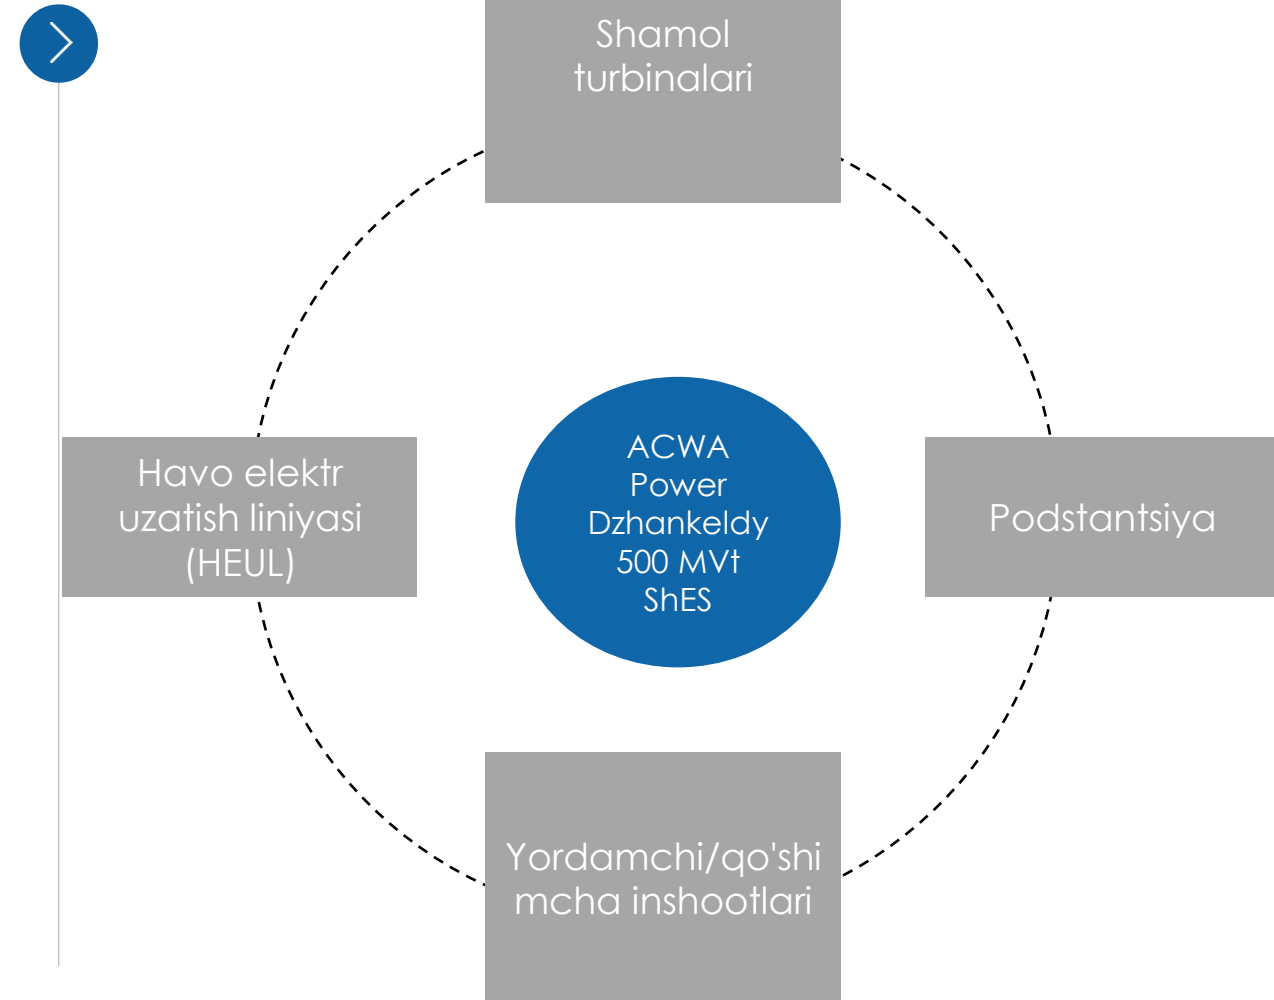 Shamol
turbinalari
Havo elektr
uzatish liniyasi
(HEUL)
ACWA
Power
Dzhankeldy
500 MVt
ShES
Podstantsiya
Yordamchi/qo'shi
mcha inshootlari